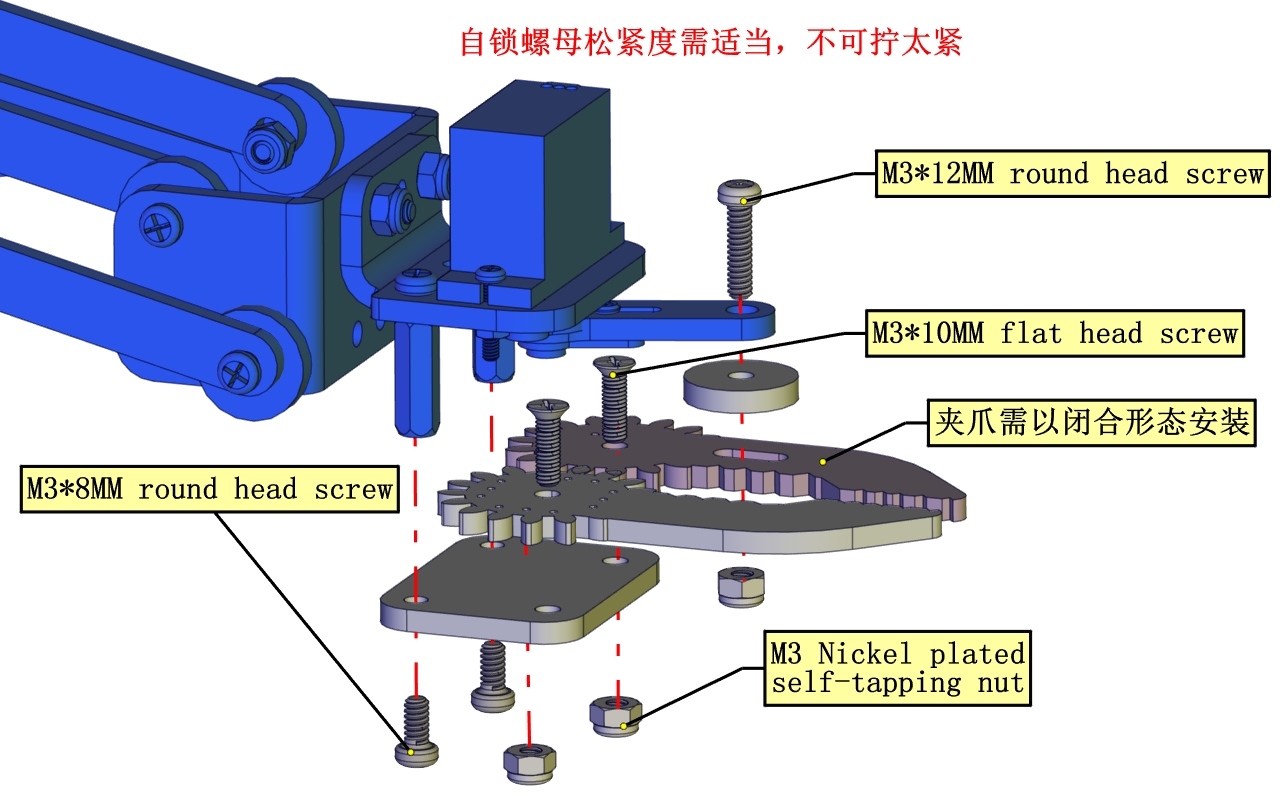 自锁螺母松紧度需适当，不可拧太紧
M3*12MM round head screw
M3*10MM flat head screw
夹爪需以闭合形态安装
M3*8MM round head screw
M3 Nickel plated
self-tapping nut